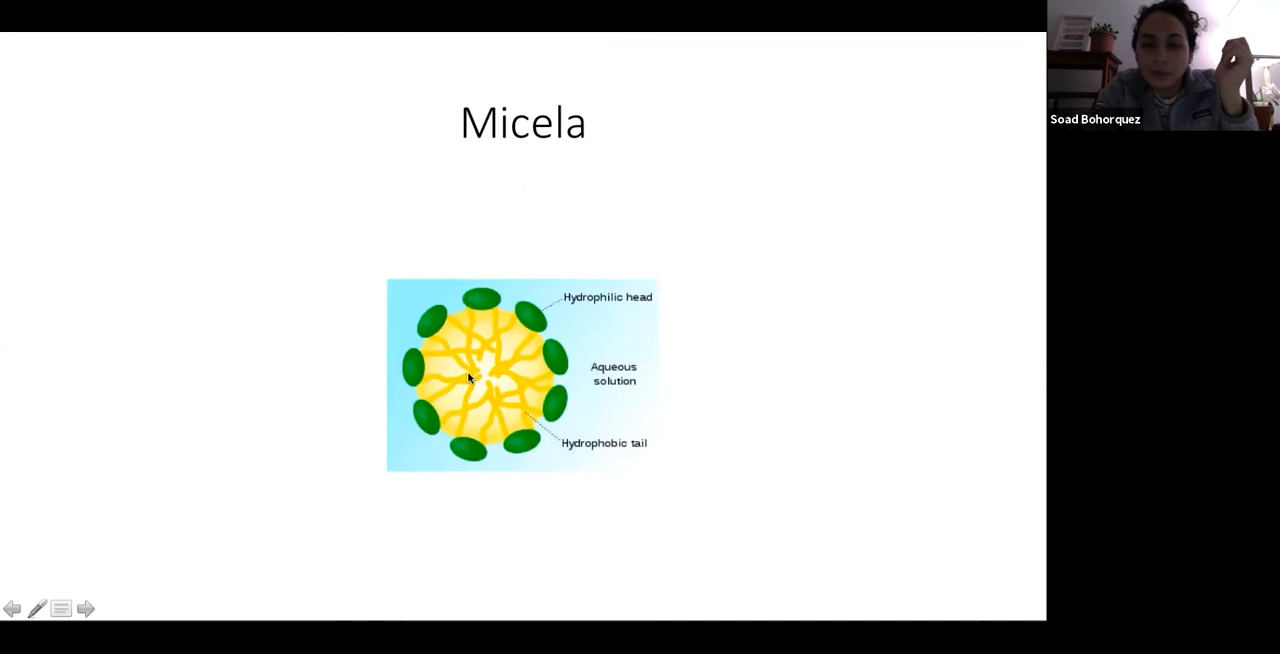 Micela
Hydrophilic head
Aqueous
solution
Hydrophobic tail
Soad Bohorquez